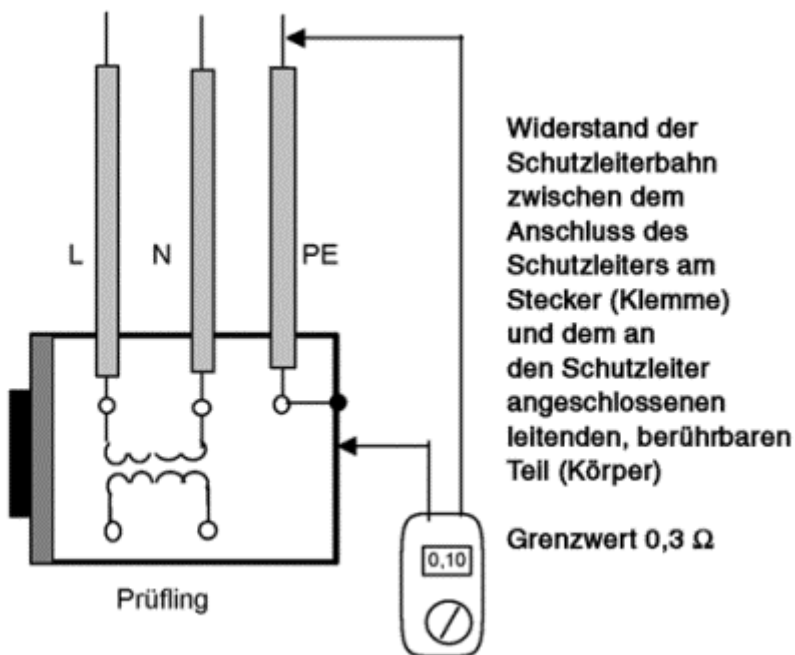 L
N
PE
Widerstand der
Schutzleiterbahn
zwischen dem
Anschluss des
Schutzleiters am
Stecker (Klemme)
und dem an
den Schutzleiter
angeschlossenen
leitenden, berührbaren
Teil (Körper)
Grenzwert 0,3 Ω
0,10
Prüfling